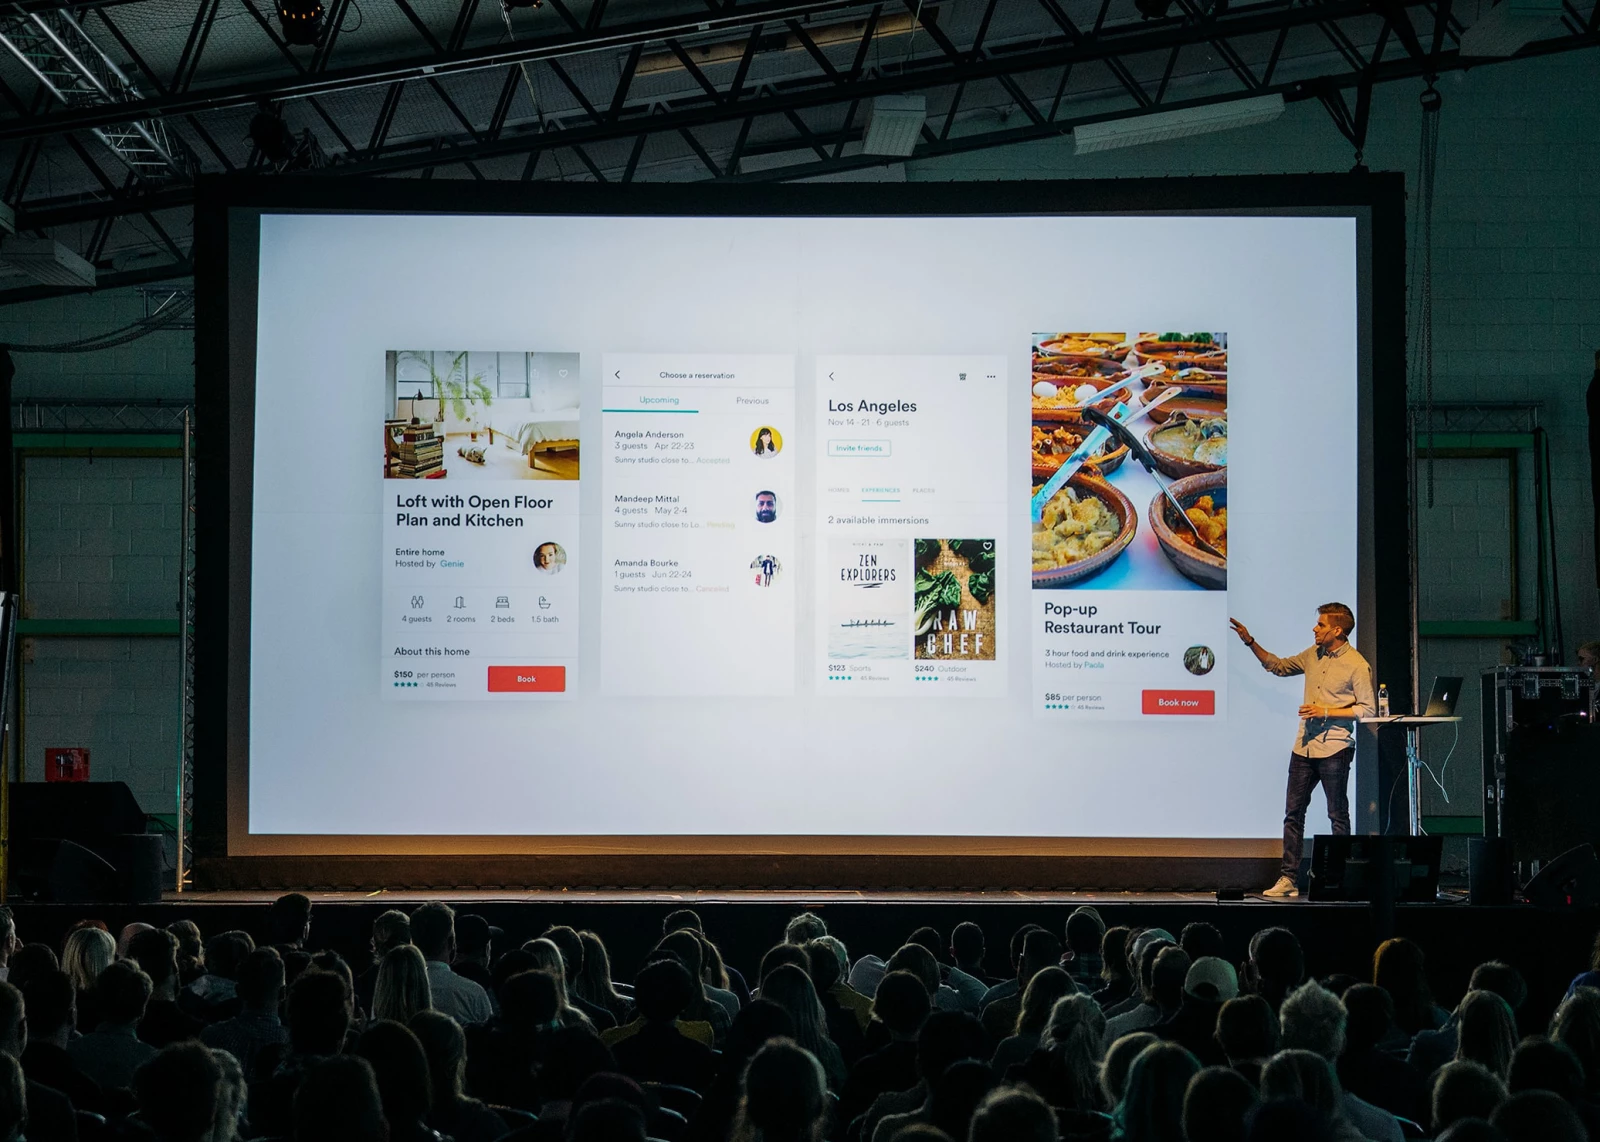 Loft with Open Floor
Plan and Kitchen
Entire home
Hosted by Genie
4 guests
2 rooms
2 beds
1.5 bath
About this home
$150 per person
45 Reviews
Book
Choose a reservation
Upcoming
Previous
Angela Anderson
3 guests Apr 22-23
Sunny studio close to... Accepted
Mandeep Mittal
4 guests May 2-4
Sunny studio close to Lo... Pending
Amanda Bourke
1 guests Jun 22-24
Sunny studio close to... Canceled
Los Angeles
Nov 14 - 21 · 6 guests
Invite friends
HOMES
EXPERIENCES
PLACES
2 available immersions
ZEN
EXPLORERS
$123 Sports
45 Reviews
RAW
CHEF
$240 Outdoor
45 Reviews
Pop-up
Restaurant Tour
3 hour food and drink experience
Hosted by Paola
$85 per person
45 Reviews
Book now